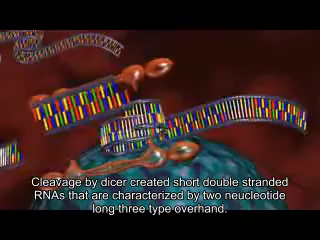 Cleavage by dicer created short double stranded
RNAs that are characterized by two neucleotide
long three type overhand.